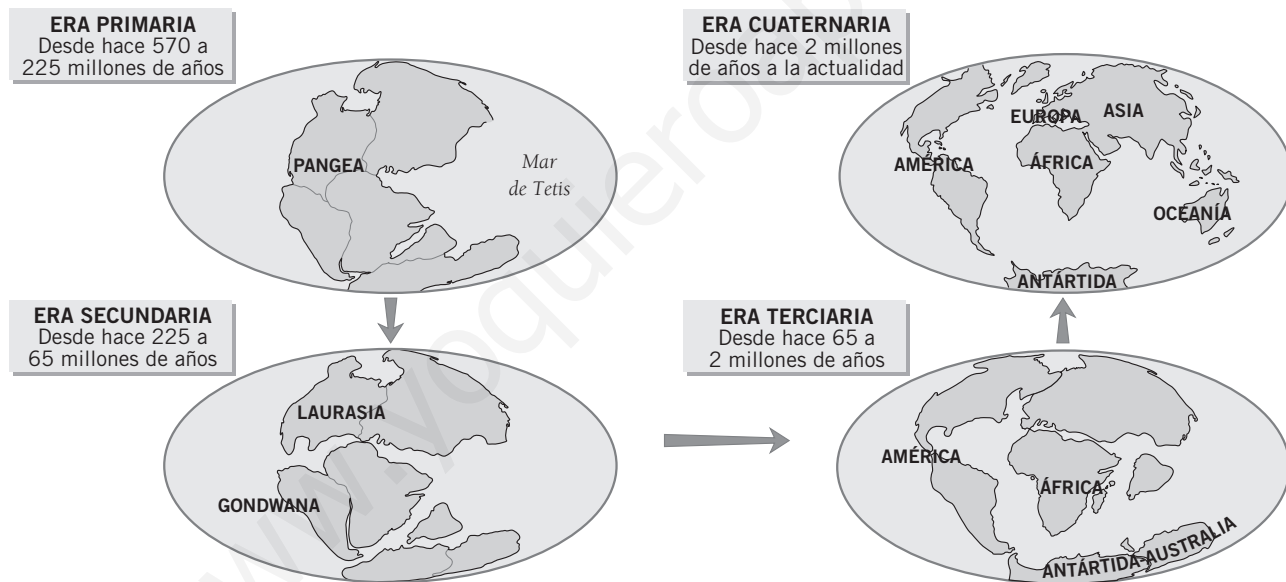 ERA PRIMARIA
Desde hace 570 a
225 millones de años
PANGEA
Mar
de Tetis
ERA SECUNDARIA
Desde hace 225 a
65 millones de años
LAURASIA
GONDWANA
ERA TERCIARIA
Desde hace 65 a
2 millones de años
AMÉRICA
ÁFRICA
ANTÁRTIDA-AUSTRALIA
ERA CUATERNARIA
Desde hace 2 millones
de años a la actualidad
EUROPA
ASIA
AMÉRICA
ÁFRICA
OCEANÍA
ANTÁRTIDA